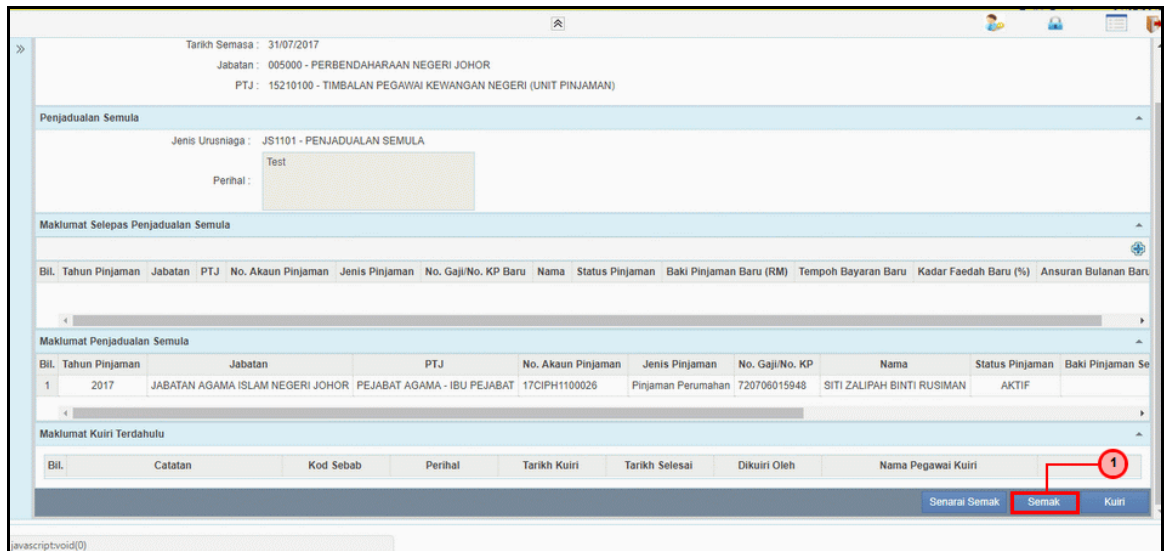 Tarikh Semasa : 31/07/2017
Jabatan : 005000 - PERBENDAHARAAN NEGERI JOHOR
PTJ : 15210100 - TIMBALAN PEGAWAI KEWANGAN NEGERI (UNIT PINJAMAN)
Penjadualan Semula
Jenis Urusniaga : JS1101 - PENJADUALAN SEMULA
Test
Perihal :
Maklumat Selepas Penjadualan Semula
Bil. Tahun Pinjaman Jabatan PTJ No. Akaun Pinjaman Jenis Pinjaman No. Gaji/No. KP Baru Nama Status Pinjaman Baki Pinjaman Baru (RM) Tempoh Bayaran Baru Kadar Faedah Baru (%) Ansuran Bulanan Baru
Maklumat Penjadualan Semula
Bil. Tahun Pinjaman Jabatan PTJ No. Akaun Pinjaman Jenis Pinjaman No. Gaji/No. KP Nama Status Pinjaman Baki Pinjaman Se
1 2017 JABATAN AGAMA ISLAM NEGERI JOHOR PEJABAT AGAMA - IBU PEJABAT 17CIPH1100026 Pinjaman Perumahan 720706015948 SITI ZALIPAH BINTI RUSIMAN AKTIF
Maklumat Kuiri Terdahulu
Bil. Catatan Kod Sebab Perihal Tarikh Kuiri Tarikh Selesai Dikuiri Oleh Nama Pegawai Kuiri
1
Senarai Semak Semak Kuiri
javascript:void(0)